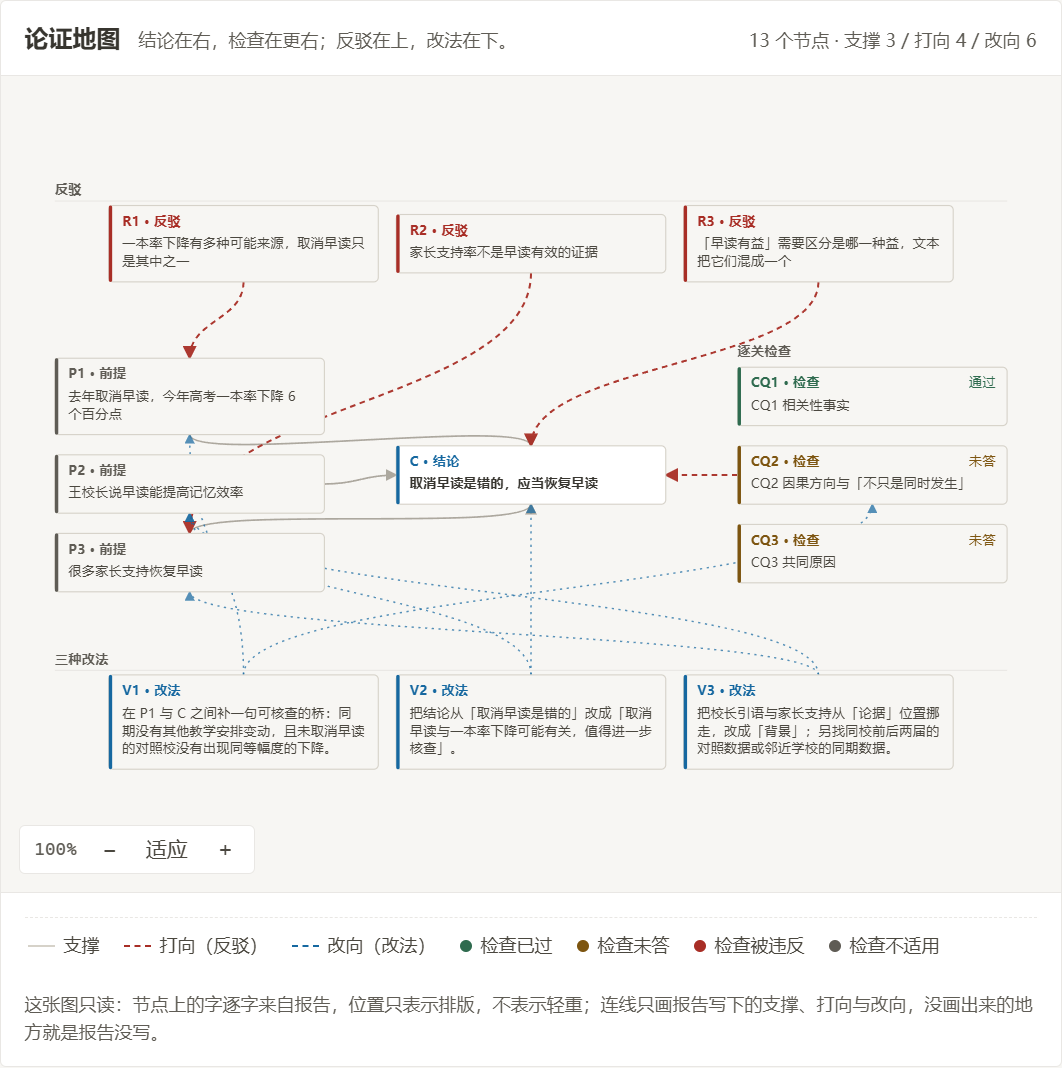 论证地图
结论在右，检查在更右；反驳在上，改法在下。
13 个节点 · 支撑 3 / 打向 4 / 改向 6
反驳
R1 • 反驳
一本率下降有多种可能来源，取消早读只
是其中之一
R2 • 反驳
家长支持率不是早读有效的证据
R3 • 反驳
「早读有益」需要区分是哪一种益，文本
把它们混成一个
逐关检查
P1 • 前提
去年取消早读，今年高考一本率下降 6
个百分点
CQ1 • 检查
通过
CQ1 相关性事实
P2 • 前提
王校长说早读能提高记忆效率
C • 结论
取消早读是错的，应当恢复早读
CQ2 • 检查
未答
CQ2 因果方向与「不只是同时发生」
P3 • 前提
很多家长支持恢复早读
CQ3 • 检查
未答
CQ3 共同原因
三种改法
V1 • 改法
在 P1 与 C 之间补一句可核查的桥：同
期没有其他教学安排变动，且未取消早读
的对照校没有出现同等幅度的下降。
V2 • 改法
把结论从「取消早读是错的」改成「取消
早读与一本率下降可能有关，值得进一步
核查」。
V3 • 改法
把校长引语与家长支持从「论据」位置挪
走，改成「背景」；另找同校前后两届的
对照数据或邻近学校的同期数据。
100% − 适应 +
支撑 打向（反驳） 改向（改法） 检查已过 检查未答 检查被违反 检查不适用
这张图只读：节点上的字逐字来自报告，位置只表示排版，不表示轻重；连线只画报告写下的支撑、打向与改向，没画出来的地
方就是报告没写。